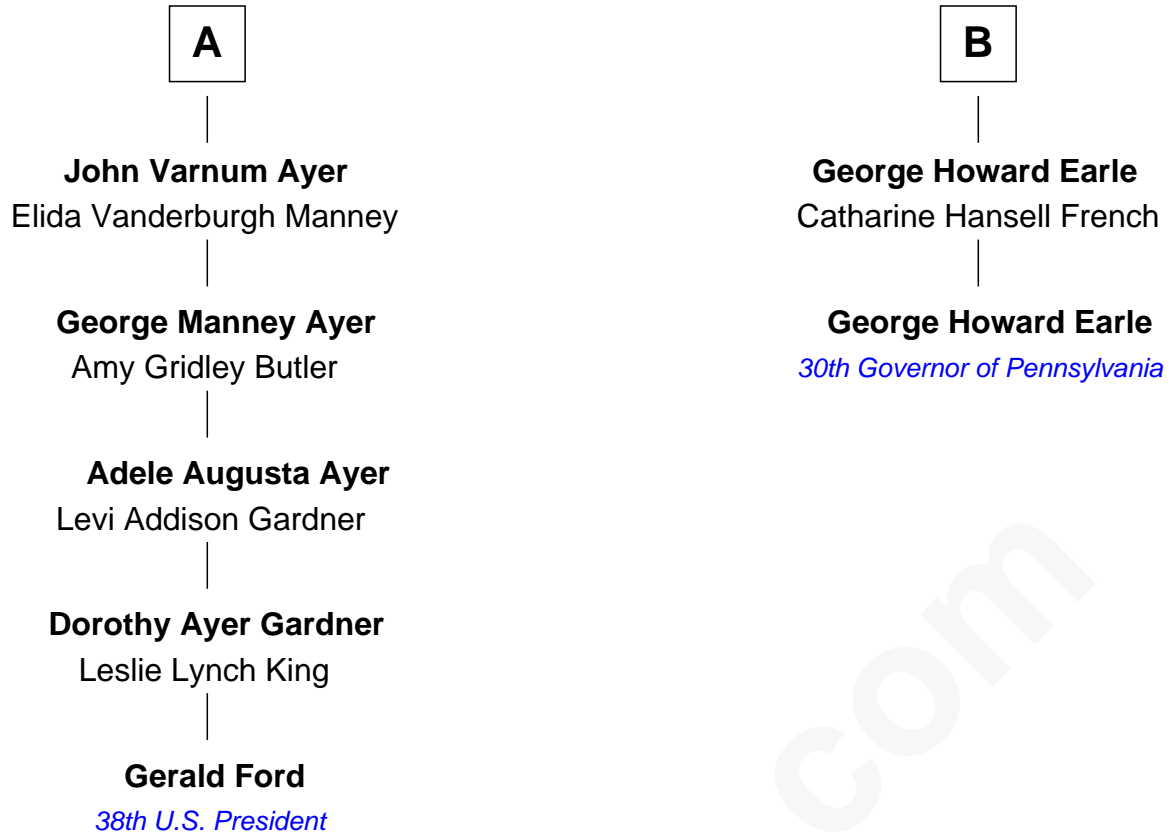 A
John Varnum Ayer
Elida Vanderburgh Manney
George Manney Ayer
Amy Gridley Butler
Adele Augusta Ayer
Levi Addison Gardner
Dorothy Ayer Gardner
Leslie Lynch King
Gerald Ford
38th U.S. President
B
George Howard Earle
Catharine Hansell French
George Howard Earle
30th Governor of Pennsylvania
com